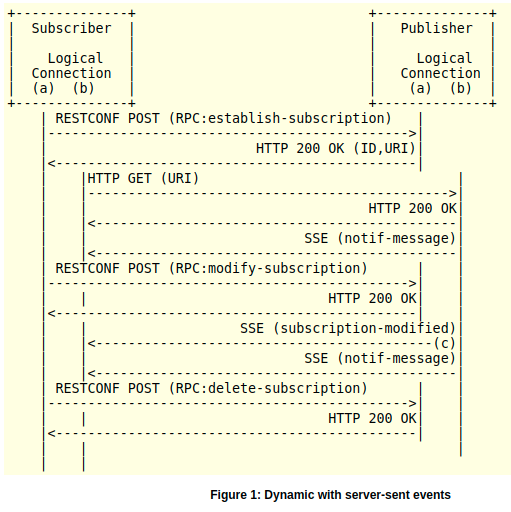 +--------------+                             +--------------+
|  Subscriber  |                             |   Publisher  |
|              |                             |              |
|    Logical   |                             |     Logical  |
|  Connection  |                             |   Connection |
|  (a)  (b)    |                             |    (a)  (b)  |
+--------------+                             +--------------+
    | RESTCONF POST (RPC:establish-subscription)   |
    |--------------------------------------------->|
    |                          HTTP 200 OK (ID,URI)|
    |<---------------------------------------------|
    |    |HTTP GET (URI)                                |
    |    |--------------------------------------------->|
    |    |                                   HTTP 200 OK|
    |    |<---------------------------------------------|
    |    |                           SSE (notif-message)|
    |    |<---------------------------------------------|
    | RESTCONF POST (RPC:modify-subscription)      |    |
    |--------------------------------------------->|    |
    |    |                              HTTP 200 OK|    |
    |<---------------------------------------------|    |
    |    |                   SSE (subscription-modified)|
    |    |<------------------------------------------(c)|
    |    |                           SSE (notif-message)|
    |    |<---------------------------------------------|
    | RESTCONF POST (RPC:delete-subscription)      |    |
    |--------------------------------------------->|    |
    |    |                              HTTP 200 OK|    |
    |<---------------------------------------------|    |
    |    |                                              |
    |    |
Figure 1: Dynamic with server-sent events